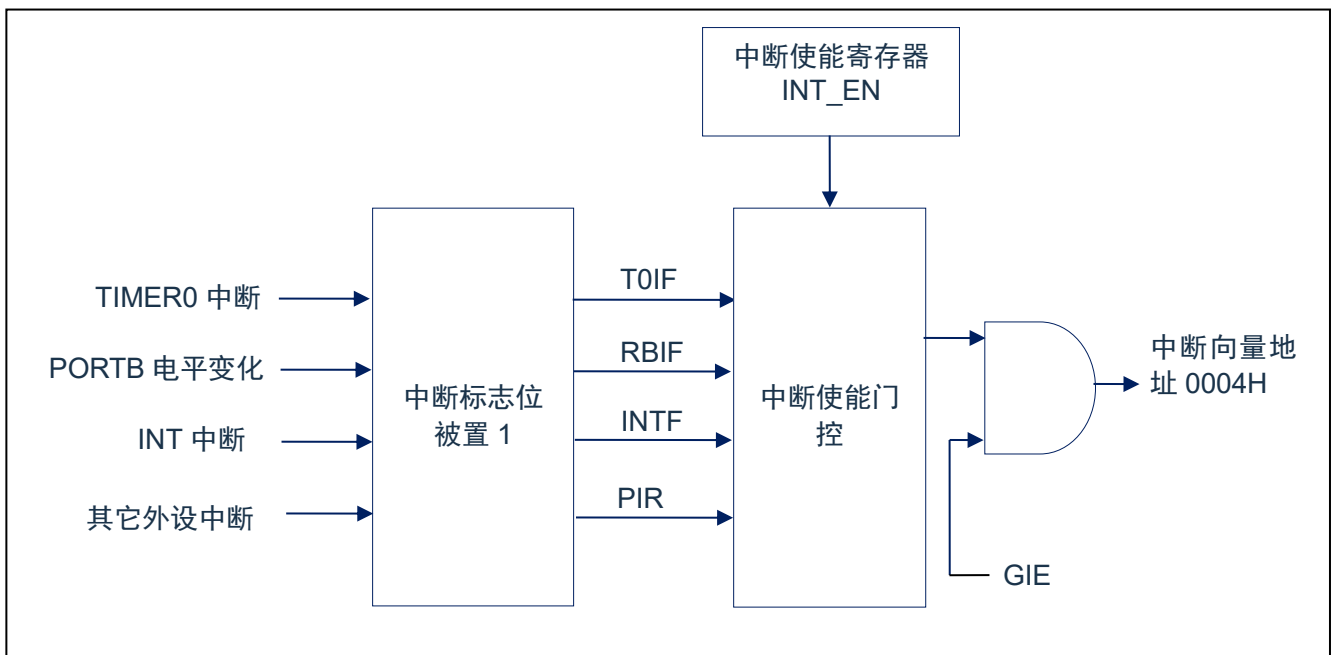 中断使能寄存器
INT_EN
TIMER0 中断
PORTB 电平变化
INT 中断
其它外设中断
中断标志位
被置 1
T0IF
RBIF
INTF
PIR
中断使能门
控
中断向量地
址 0004H
GIE